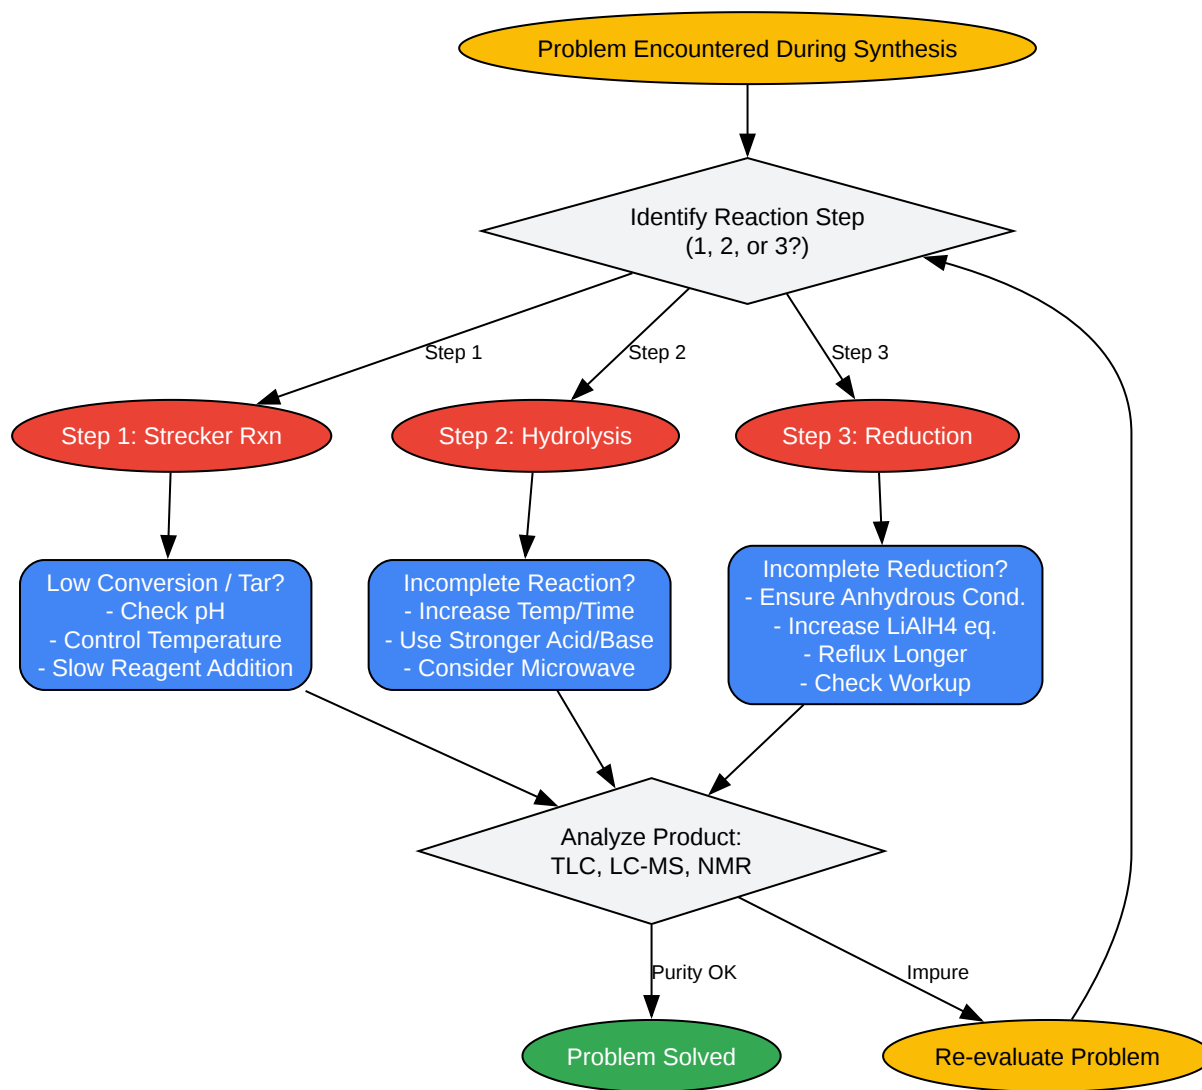 Problem Encountered During Synthesis
Identify Reaction Step
(1, 2, or 3?)
Step 1
Step 2
Step 3
Step 1: Strecker Rxn
Step 2: Hydrolysis
Step 3: Reduction
Low Conversion / Tar?
- Check pH
- Control Temperature
- Slow Reagent Addition
Incomplete Reaction?
- Increase Temp/Time
- Use Stronger Acid/Base
- Consider Microwave
Incomplete Reduction?
- Ensure Anhydrous Cond.
- Increase LiAlH4 eq.
- Reflux Longer
- Check Workup
Analyze Product:
TLC, LC-MS, NMR
Purity OK
Impure
Problem Solved
Re-evaluate Problem